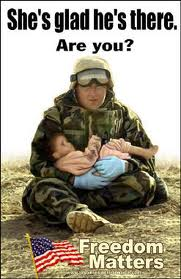 She's glad he's there.
Are you?
Freedom
Matters